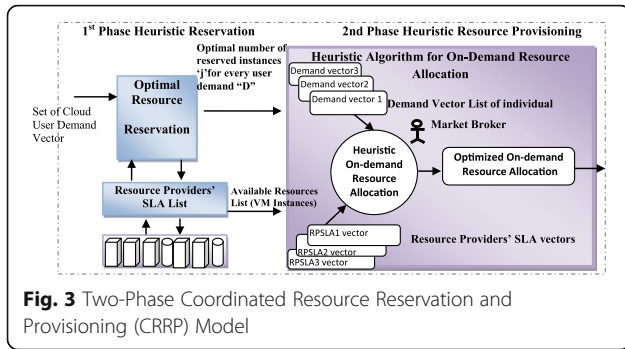 1st Phase Heuristic Reservation
2nd Phase Heuristic Resource Provisioning
Optimal number of
reserved instances
'j'for every user
demand "D"
Set of Cloud
User Demand
Vector
Optimal
Resource
Reservation
Resource Providers'
SLA List
Available Resources
List (VM Instances)
Heuristic Algorithm for On-Demand Resource
Allocation
Demand vector3
Demand vector2
Demand vector 1
Demand Vector List of individual
Market Broker
Heuristic
On-demand
Resource
Allocation
Optimized On-demand
Resource Allocation
RPSLA1 vector
RPSLA2 vector
RPSLA3 vector
Resource Providers' SLA vectors
Fig. 3 Two-Phase Coordinated Resource Reservation and
Provisioning (CRRP) Model